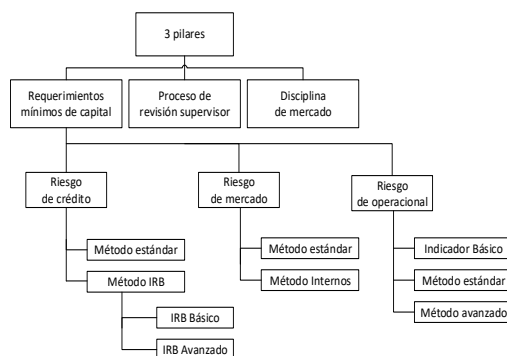 3 pilares
Requerimientos
mínimos de capital
Proceso de
revisión supervisor
Disciplina
de mercado
Riesgo
de crédito
Riesgo
de mercado
Riesgo
de operacional
Método estándar
Método IRB
IRB Básico
IRB Avanzado
Método estándar
Método Internos
Indicador Básico
Método estándar
Método avanzado